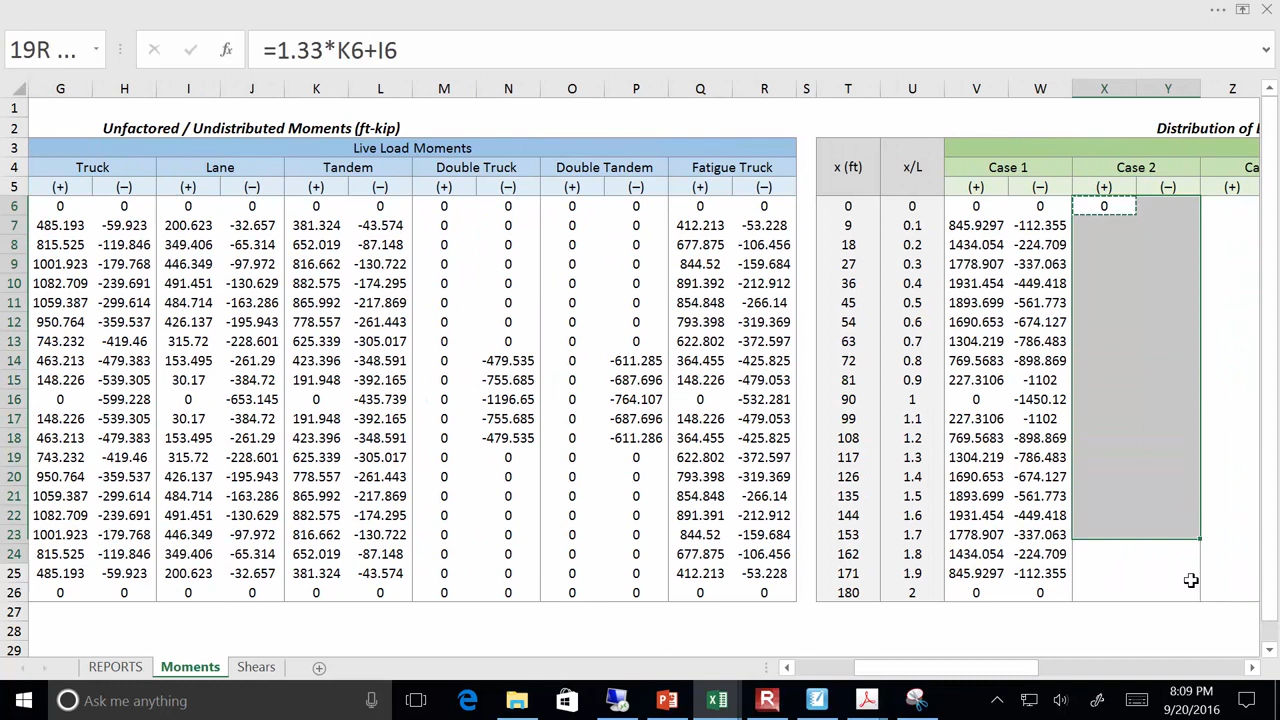 19R ... =1.33*K6+I6
G H I J K L M N O P Q R S T U V W X Y Z
1
2 Unfactored / Undistributed Moments (ft-kip) Distribution of
3 Live Load Moments x (ft) x/L
4 Truck Lane Tandem Double Truck Double Tandem Fatigue Truck Case 1 Case 2 Ca
5 (+) (–) (+) (–) (+) (–) (+) (–) (+) (–) (+) (–) (+) (–) (+) (–) (+)
6 0 0 0 0 0 0 0 0 0 0 0 0 0 0 0 0 0
7 485.193 -59.923 200.623 -32.657 381.324 -43.574 0 0 0 0 412.213 -53.228 9 0.1 845.9297 -112.355
8 815.525 -119.846 349.406 -65.314 652.019 -87.148 0 0 0 0 677.875 -106.456 18 0.2 1434.054 -224.709
9 1001.923 -179.768 446.349 -97.972 816.662 -130.722 0 0 0 0 844.52 -159.684 27 0.3 1778.907 -337.063
10 1082.709 -239.691 491.451 -130.629 882.575 -174.295 0 0 0 0 891.392 -212.912 36 0.4 1931.454 -449.418
11 1059.387 -299.614 484.714 -163.286 865.992 -217.869 0 0 0 0 854.848 -266.14 45 0.5 1893.699 -561.773
12 950.764 -359.537 426.137 -195.943 778.557 -261.443 0 0 0 0 793.398 -319.369 54 0.6 1690.653 -674.127
13 743.232 -419.46 315.72 -228.601 625.339 -305.017 0 0 0 0 622.802 -372.597 63 0.7 1304.219 -786.483
14 463.213 -479.383 153.495 -261.29 423.396 -348.591 0 -479.535 0 -611.285 364.455 -425.825 72 0.8 769.5683 -898.869
15 148.226 -539.305 30.17 -384.72 191.948 -392.165 0 -755.685 0 -687.696 148.226 -479.053 81 0.9 227.3106 -1102
16 0 -599.228 0 -653.145 0 -435.739 0 -1196.65 0 -764.107 0 -532.281 90 1 0 -1450.12
17 148.226 -539.305 30.17 -384.72 191.948 -392.165 0 -755.685 0 -687.696 148.226 -479.053 99 1.1 227.3106 -1102
18 463.213 -479.383 153.495 -261.29 423.396 -348.591 0 -479.535 0 -611.286 364.455 -425.825 108 1.2 769.5683 -898.869
19 743.232 -419.46 315.72 -228.601 625.339 -305.017 0 0 0 0 622.802 -372.597 117 1.3 1304.219 -786.483
20 950.764 -359.537 426.137 -195.943 778.557 -261.443 0 0 0 0 793.398 -319.369 126 1.4 1690.653 -674.127
21 1059.387 -299.614 484.714 -163.286 865.992 -217.869 0 0 0 0 854.848 -266.14 135 1.5 1893.699 -561.773
22 1082.709 -239.691 491.451 -130.629 882.575 -174.295 0 0 0 0 891.391 -212.912 144 1.6 1931.454 -449.418
23 1001.923 -179.768 446.349 -97.972 816.662 -130.722 0 0 0 0 844.52 -159.684 153 1.7 1778.907 -337.063
24 815.525 -119.846 349.406 -65.314 652.019 -87.148 0 0 0 0 677.875 -106.456 162 1.8 1434.054 -224.709
25 485.193 -59.923 200.623 -32.657 381.324 -43.574 0 0 0 0 412.213 -53.228 171 1.9 845.9297 -112.355
26 0 0 0 0 0 0 0 0 0 0 0 0 180 2 0 0
27
28
29
REPORTS Moments Shears
Ask me anything 8:09 PM
9/20/2016